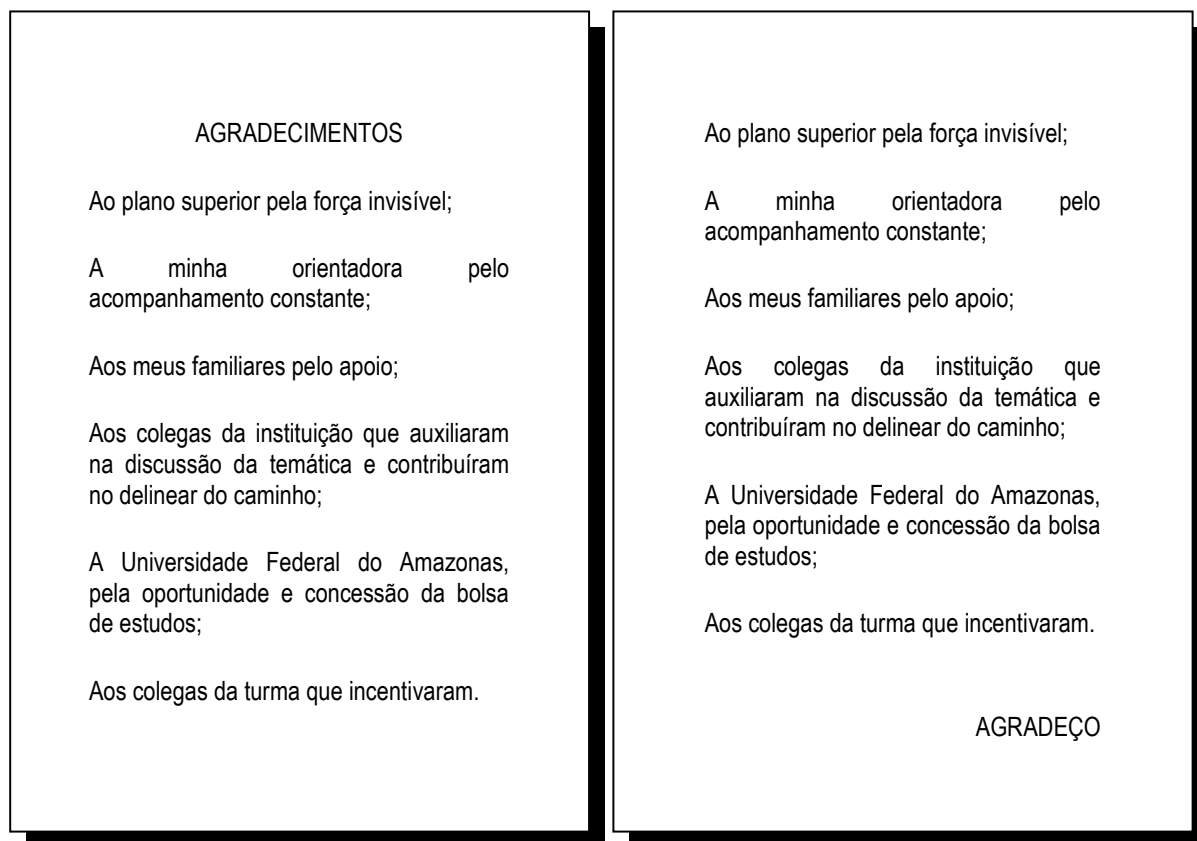 AGRADECIMENTOS
Ao plano superior pela força invisível;
A minha orientadora pelo
acompanhamento constante;
Aos meus familiares pelo apoio;
Aos colegas da instituição que auxiliaram
na discussão da temática e contribuíram
no delinear do caminho;
A Universidade Federal do Amazonas,
pela oportunidade e concessão da bolsa
de estudos;
Aos colegas da turma que incentivaram.
Ao plano superior pela força invisível;
A minha orientadora pelo
acompanhamento constante;
Aos meus familiares pelo apoio;
Aos colegas da instituição que
auxiliaram na discussão da temática e
contribuíram no delinear do caminho;
A Universidade Federal do Amazonas,
pela oportunidade e concessão da bolsa
de estudos;
Aos colegas da turma que incentivaram.
AGRADEÇO